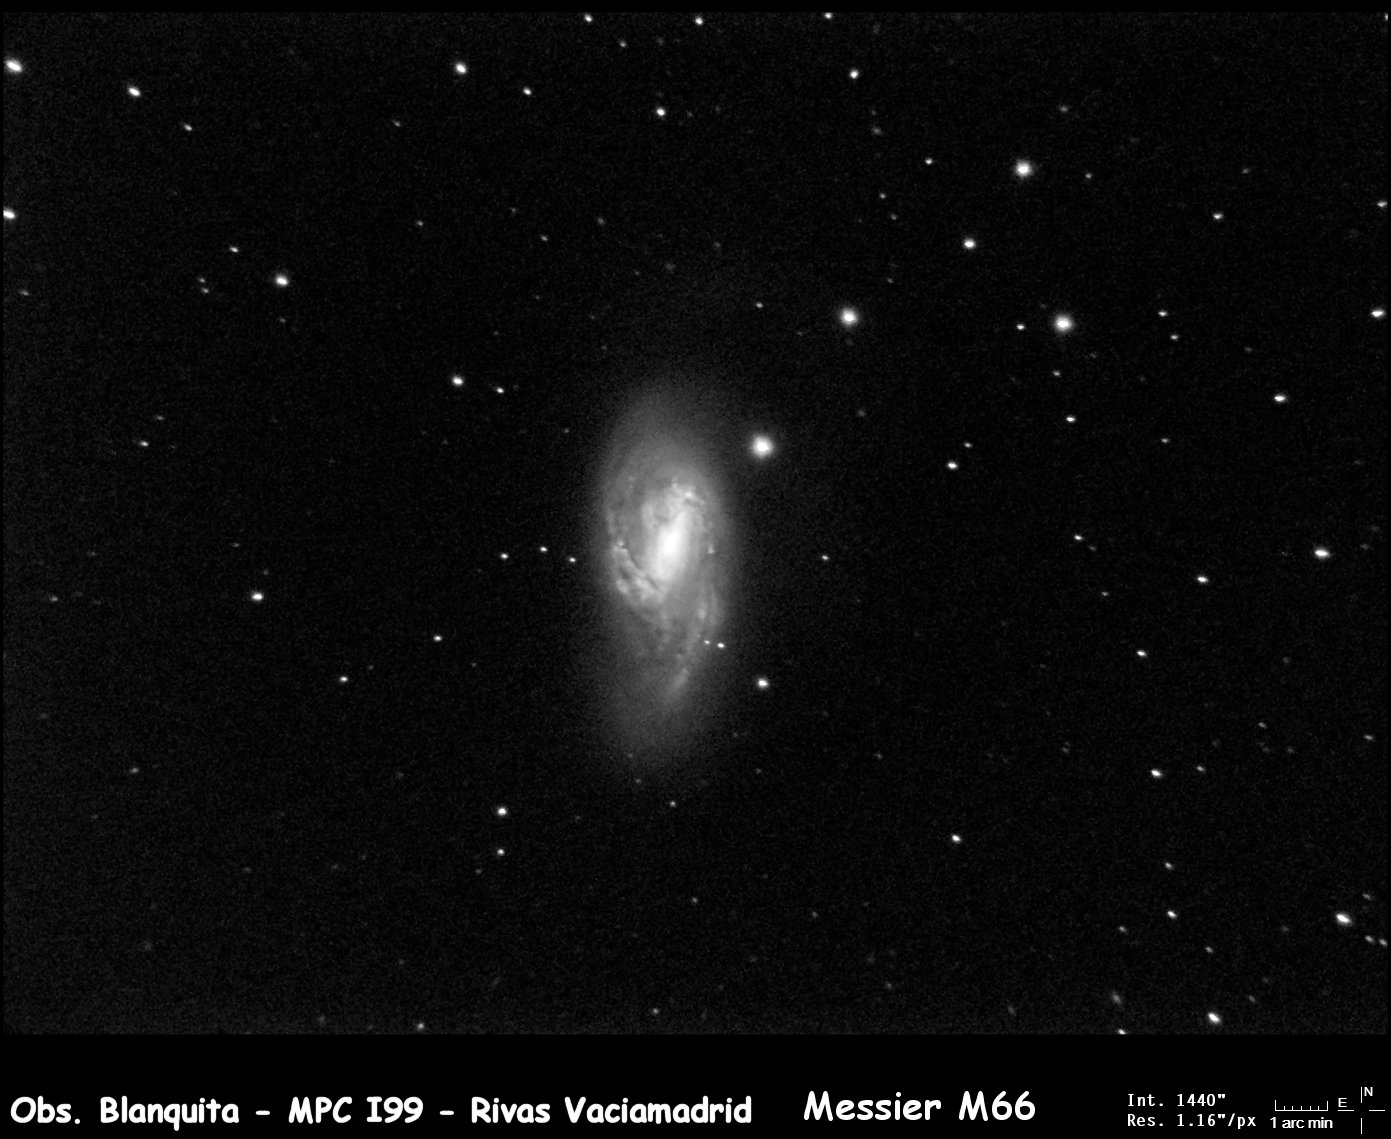 Obs. Blanquita - MPC I99 - Rivas Vaciamadrid
Messier M66
Int. 1440"
Res. 1.16"/px
1 arc min
E
N